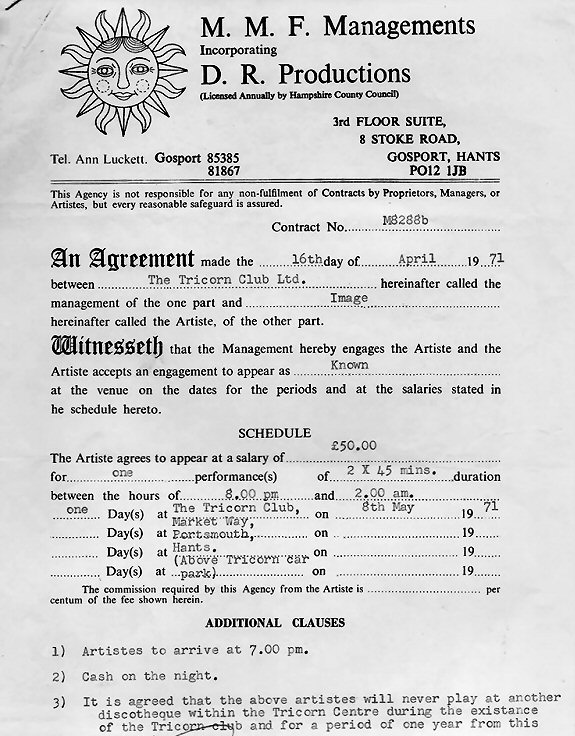 M. M. F. Managements
Incorporating
D. R. Productions
(Licensed Annually by Hampshire County Council)
3rd FLOOR SUITE,
8 STOKE ROAD,
Tel. Ann Luckett. Gosport 85385 GOSPORT, HANTS
81867 PO12 1JB
This Agency is not responsible for any non-fulfilment of Contracts by Proprietors, Managers, or
Artistes, but every reasonable safeguard is assured.
Contract No. M8288b
An Agreement made the 16th day of April 19 71
between The Tricorn Club Ltd. hereinafter called the
management of the one part and Image
hereinafter called the Artiste, of the other part.
Witnesseth that the Management hereby engages the Artiste and the
Artiste accepts an engagement to appear as Known
at the venue on the dates for the periods and at the salaries stated in
he schedule hereto.
SCHEDULE
The Artiste agrees to appear at a salary of £50.00
for one performance(s) of 2 X 45 mins. duration
between the hours of 8.00 pm and 2.00 am.
one Day(s) at The Tricorn Club, on 8th May 19 71
Market Way,
Day(s) at Portsmouth, on 19
Day(s) at Hants. on 19
(Above Tricorn car
Day(s) at park) on 19
The commission required by this Agency from the Artiste is per
centum of the fee shown herein.
ADDITIONAL CLAUSES
1) Artistes to arrive at 7.00 pm.
2) Cash on the night.
3) It is agreed that the above artistes will never play at another
discotheque within the Tricorn Centre during the existance
of the Tricorn club and for a period of one year from this